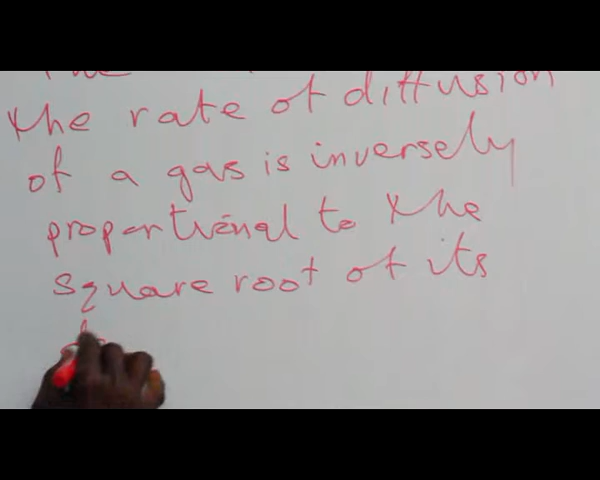 the rate of diffusion
of a gas is inversely
proportional to the
square root of its